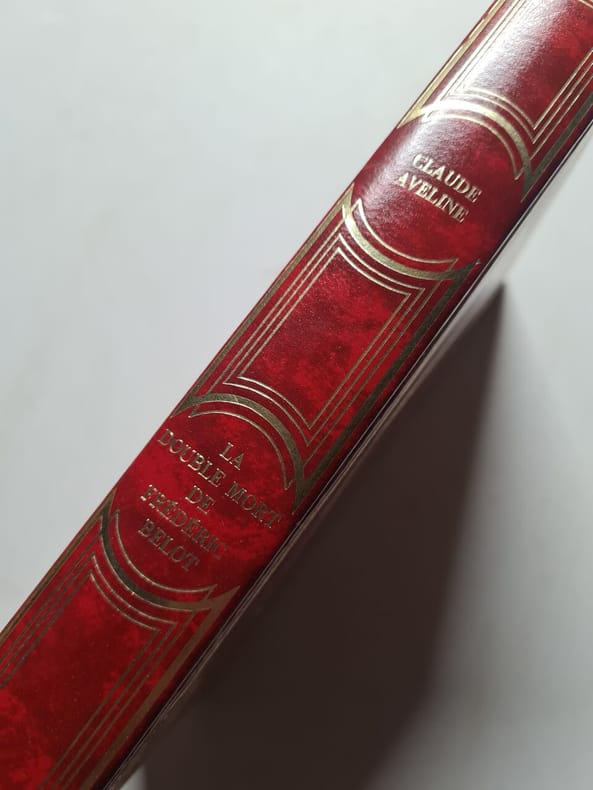 CLAUDE
AVELINE
LA
DOUBLE MORT
DE
FRÉDÉRIC
BELOT